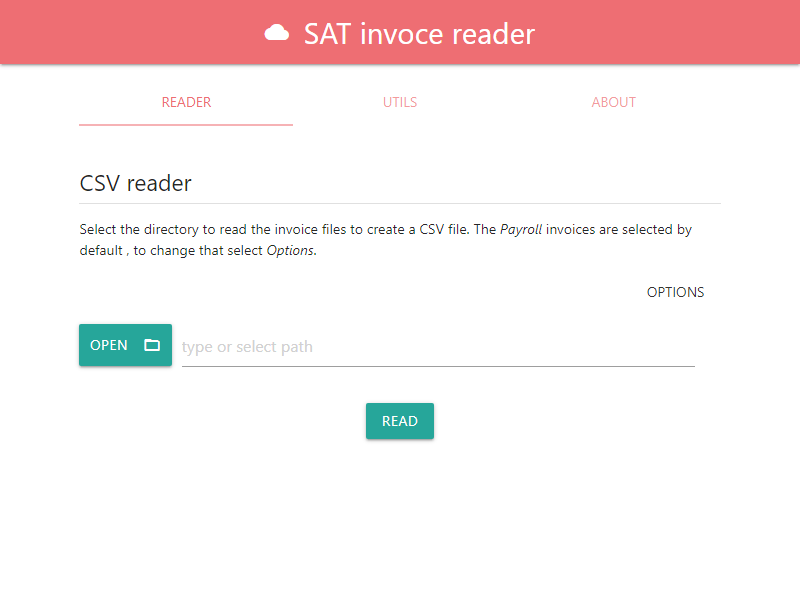 SAT invoce reader
READER
UTILS
ABOUT
CSV reader
Select the directory to read the invoice files to create a CSV file. The Payroll invoices are selected by
default , to change that select Options.
OPTIONS
OPEN
type or select path
READ